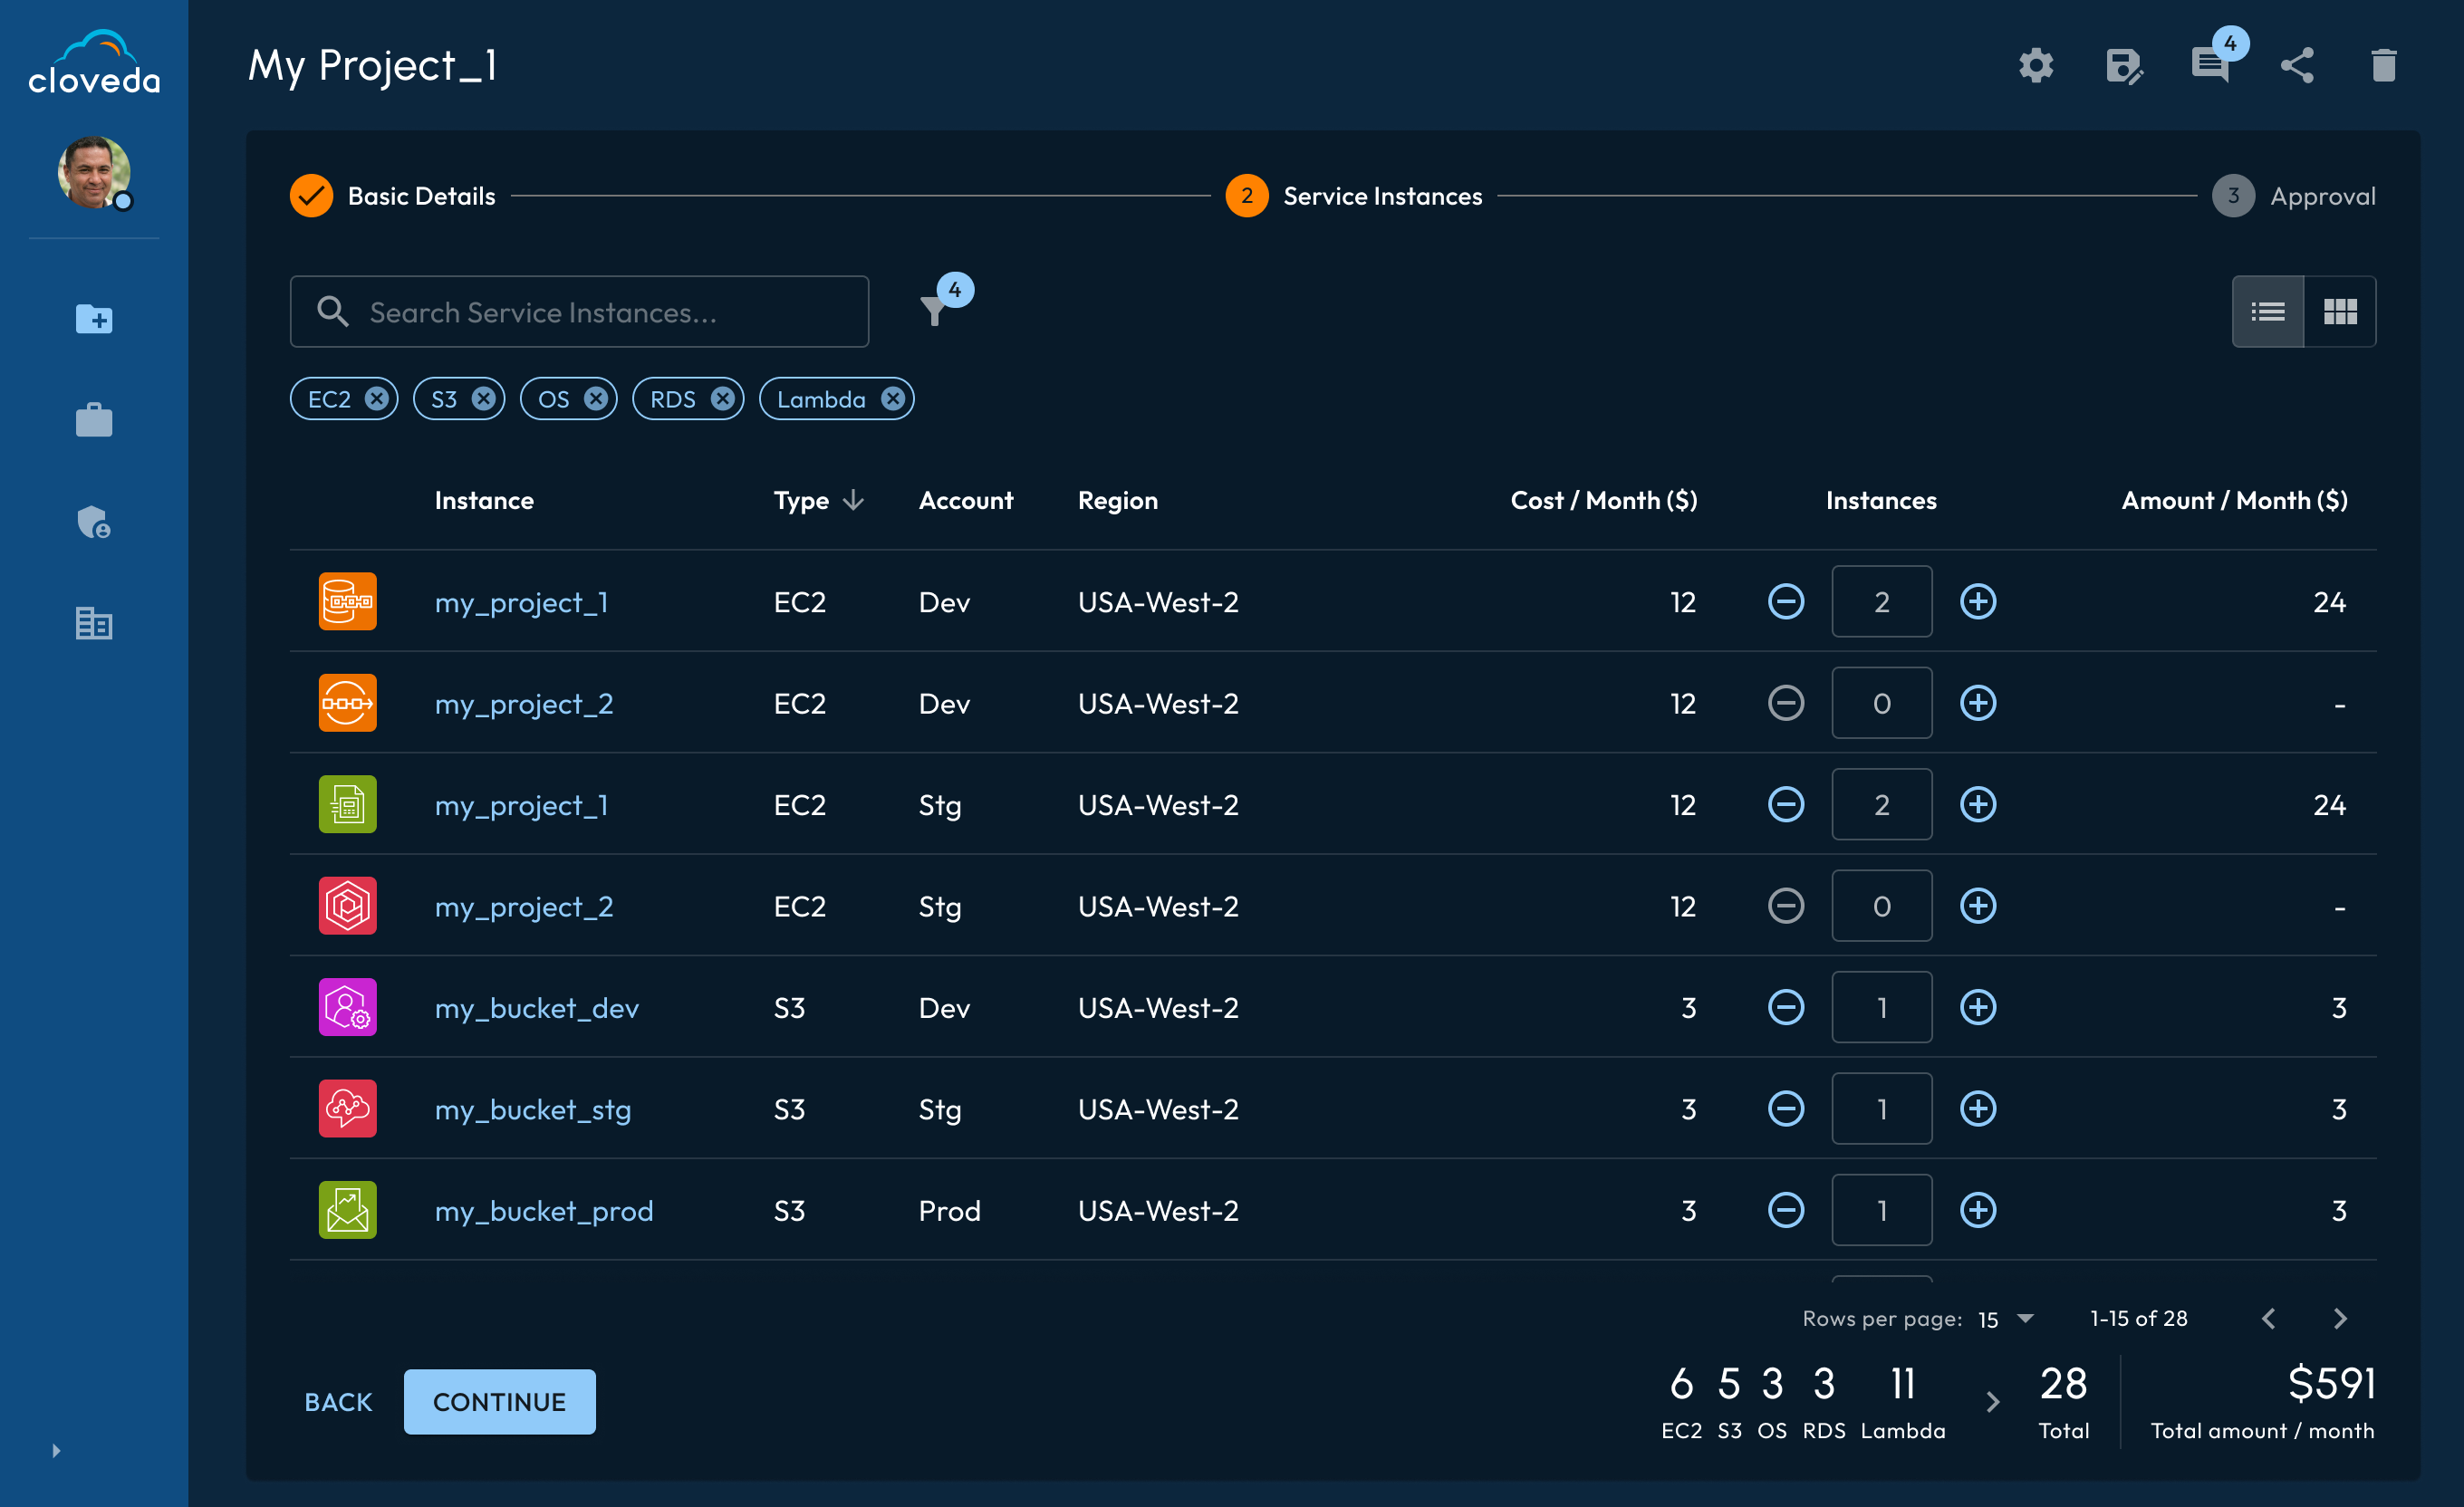 cloveda
My Project_1
4
Basic Details
2 Service Instances
3 Approval
Search Service Instances...
4
EC2 S3 OS RDS Lambda
Instance Type Account Region Cost / Month ($) Instances Amount / Month ($)
my_project_1 EC2 Dev USA-West-2 12 2 24
my_project_2 EC2 Dev USA-West-2 12 0 -
my_project_1 EC2 Stg USA-West-2 12 2 24
my_project_2 EC2 Stg USA-West-2 12 0 -
my_bucket_dev S3 Dev USA-West-2 3 1 3
my_bucket_stg S3 Stg USA-West-2 3 1 3
my_bucket_prod S3 Prod USA-West-2 3 1 3
Rows per page: 15 1-15 of 28
BACK CONTINUE
6 5 3 3 11 28 $591
EC2 S3 OS RDS Lambda Total Total amount / month